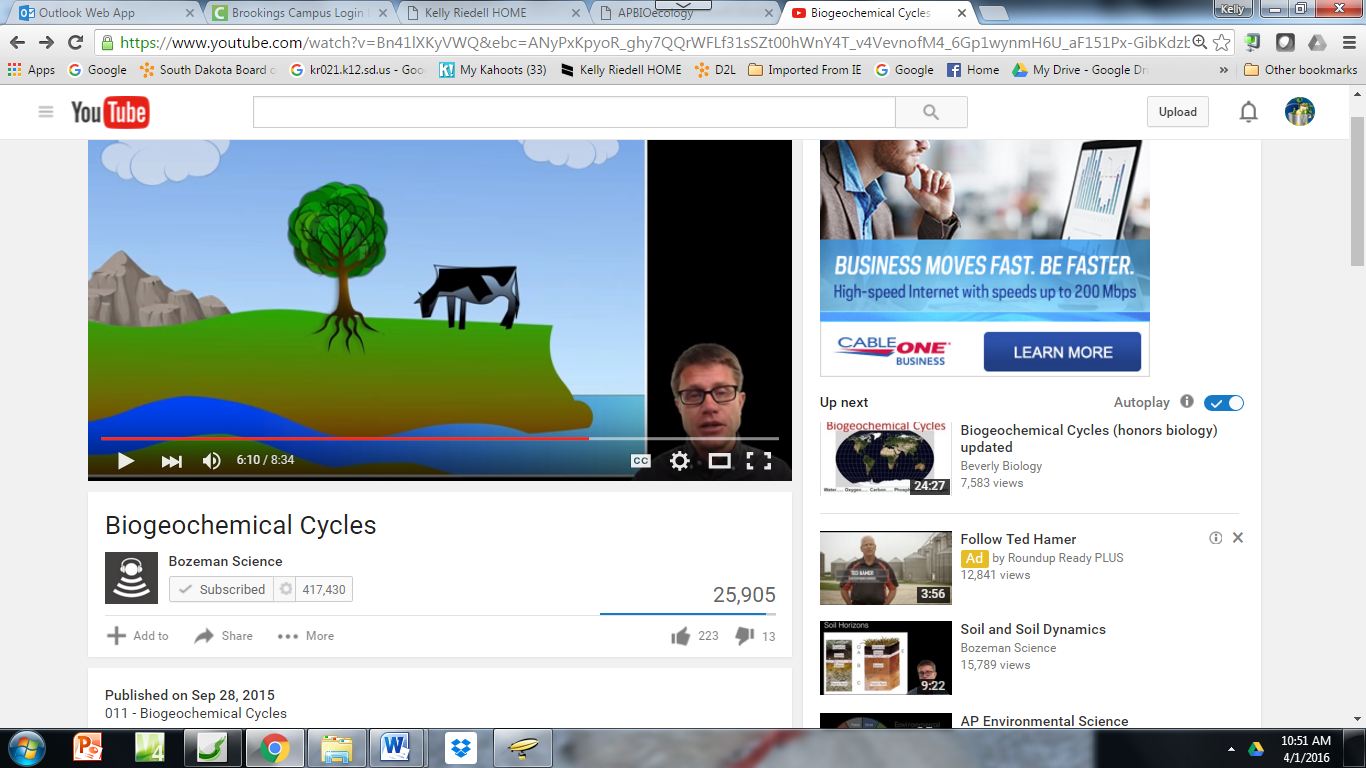 Outlook Web App
Brookings Campus Login
Kelly Riedell HOME
APBIOecology
Biogeochemical Cycles
Kelly
https://www.youtube.com/watch?v=Bn41lXKyVWQ&ebc=ANyPxKpyoR_ghy7QQrWFLf31sSZt00hWnY4T_v4VevnofM4_6Gp1wynmH6U_aF151Px-GibKdzb
Apps
Google
South Dakota Board o
kr021.k12.sd.us - Goo
My Kahoots (33)
Kelly Riedell HOME
D2L
Imported From IE
Google
Home
My Drive - Google Dri
»
Other bookmarks
YouTube
Upload
BUSINESS MOVES FAST. BE FASTER.
High-speed Internet with speeds up to 200 Mbps
CABLE ONE
BUSINESS
LEARN MORE
6:10 / 8:34
CC
Biogeochemical Cycles
Bozeman Science
Subscribed
417,430
25,905
Add to
Share
More
223
13
Published on Sep 28, 2015
011 - Biogeochemical Cycles
Up next
Autoplay
Biogeochemical Cycles
24:27
Biogeochemical Cycles (honors biology)
updated
Beverly Biology
7,583 views
TED HAMER
3:56
Follow Ted Hamer
Ad by Roundup Ready PLUS
12,841 views
Soil Horizons
9:22
Soil and Soil Dynamics
Bozeman Science
15,789 views
AP Environmental Science
10:51 AM
4/1/2016